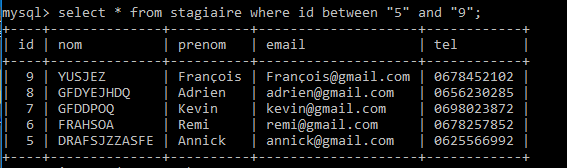 mysql> select * from stagiaire where id between "5" and "9";
+----+---------------+----------+--------------------+------------+
| id | nom | prenom | email | tel |
+----+---------------+----------+--------------------+------------+
| 9 | YUSJEZ | François | François@gmail.com | 0678452102 |
| 8 | GFDYEJHDQ | Adrien | adrien@gmail.com | 0656230285 |
| 7 | GFDDPOQ | Kevin | kevin@gmail.com | 0698023872 |
| 6 | FRAHSOA | Remi | remi@gmail.com | 0678257852 |
| 5 | DRAFSJZZASFE | Annick | annick@gmail.com | 0625566992 |
+----+---------------+----------+--------------------+------------+